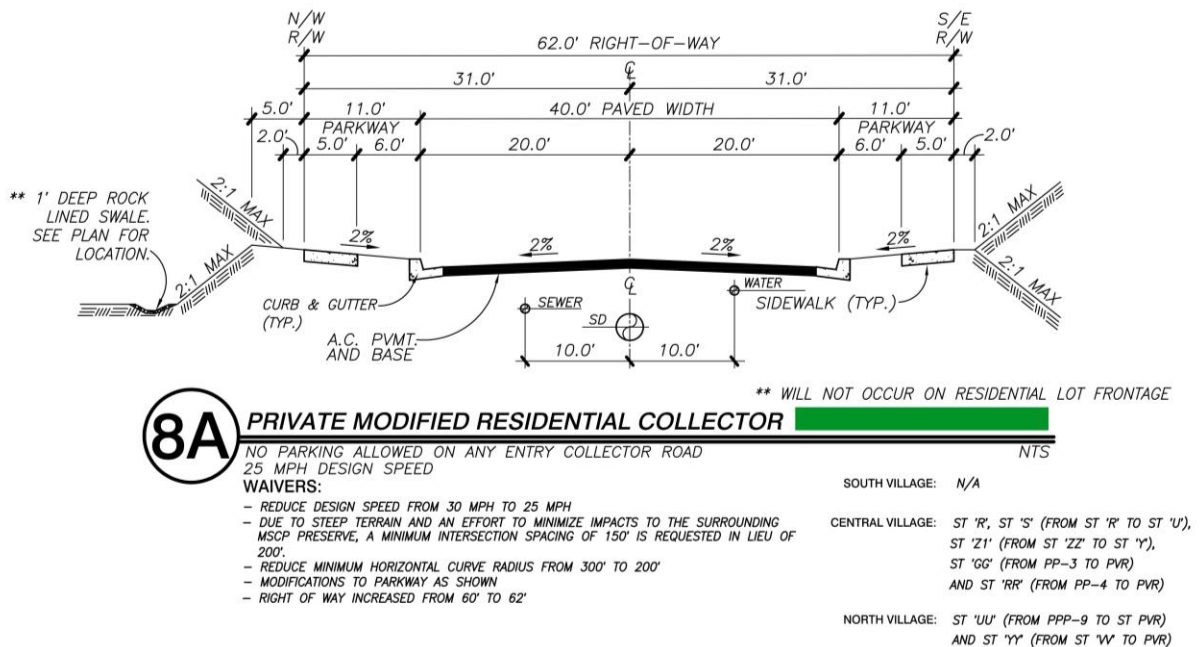 N/W
R/W
S/E
R/W
62.0' RIGHT-OF-WAY
℄
31.0'
31.0'
5.0'
11.0'
40.0' PAVED WIDTH
11.0'
PARKWAY
PARKWAY
2.0'
5.0'
6.0'
20.0'
20.0'
6.0'
5.0'
2.0'
** 1' DEEP ROCK
LINED SWALE.
SEE PLAN FOR
LOCATION.
2:1 MAX
2:1 MAX
2%
2%
2%
2%
2:1 MAX
2:1 MAX
CURB & GUTTER
(TYP.)
A.C. PVMT.
AND BASE
SEWER
℄
SD
WATER
SIDEWALK (TYP.)
10.0'
10.0'
** WILL NOT OCCUR ON RESIDENTIAL LOT FRONTAGE
8A
PRIVATE MODIFIED RESIDENTIAL COLLECTOR
NO PARKING ALLOWED ON ANY ENTRY COLLECTOR ROAD
NTS
25 MPH DESIGN SPEED
WAIVERS:
- REDUCE DESIGN SPEED FROM 30 MPH TO 25 MPH
- DUE TO STEEP TERRAIN AND AN EFFORT TO MINIMIZE IMPACTS TO THE SURROUNDING
MSCP PRESERVE, A MINIMUM INTERSECTION SPACING OF 150' IS REQUESTED IN LIEU OF
200'.
- REDUCE MINIMUM HORIZONTAL CURVE RADIUS FROM 300' TO 200'
- MODIFICATIONS TO PARKWAY AS SHOWN
- RIGHT OF WAY INCREASED FROM 60' TO 62'
SOUTH VILLAGE: N/A
CENTRAL VILLAGE: ST 'R', ST 'S' (FROM ST 'R' TO ST 'U'),
ST 'Z1' (FROM ST 'ZZ' TO ST 'Y'),
ST 'GG' (FROM PP-3 TO PVR)
AND ST 'RR' (FROM PP-4 TO PVR)
NORTH VILLAGE: ST 'UU' (FROM PPP-9 TO ST PVR)
AND ST 'YY' (FROM ST 'VV' TO PVR)